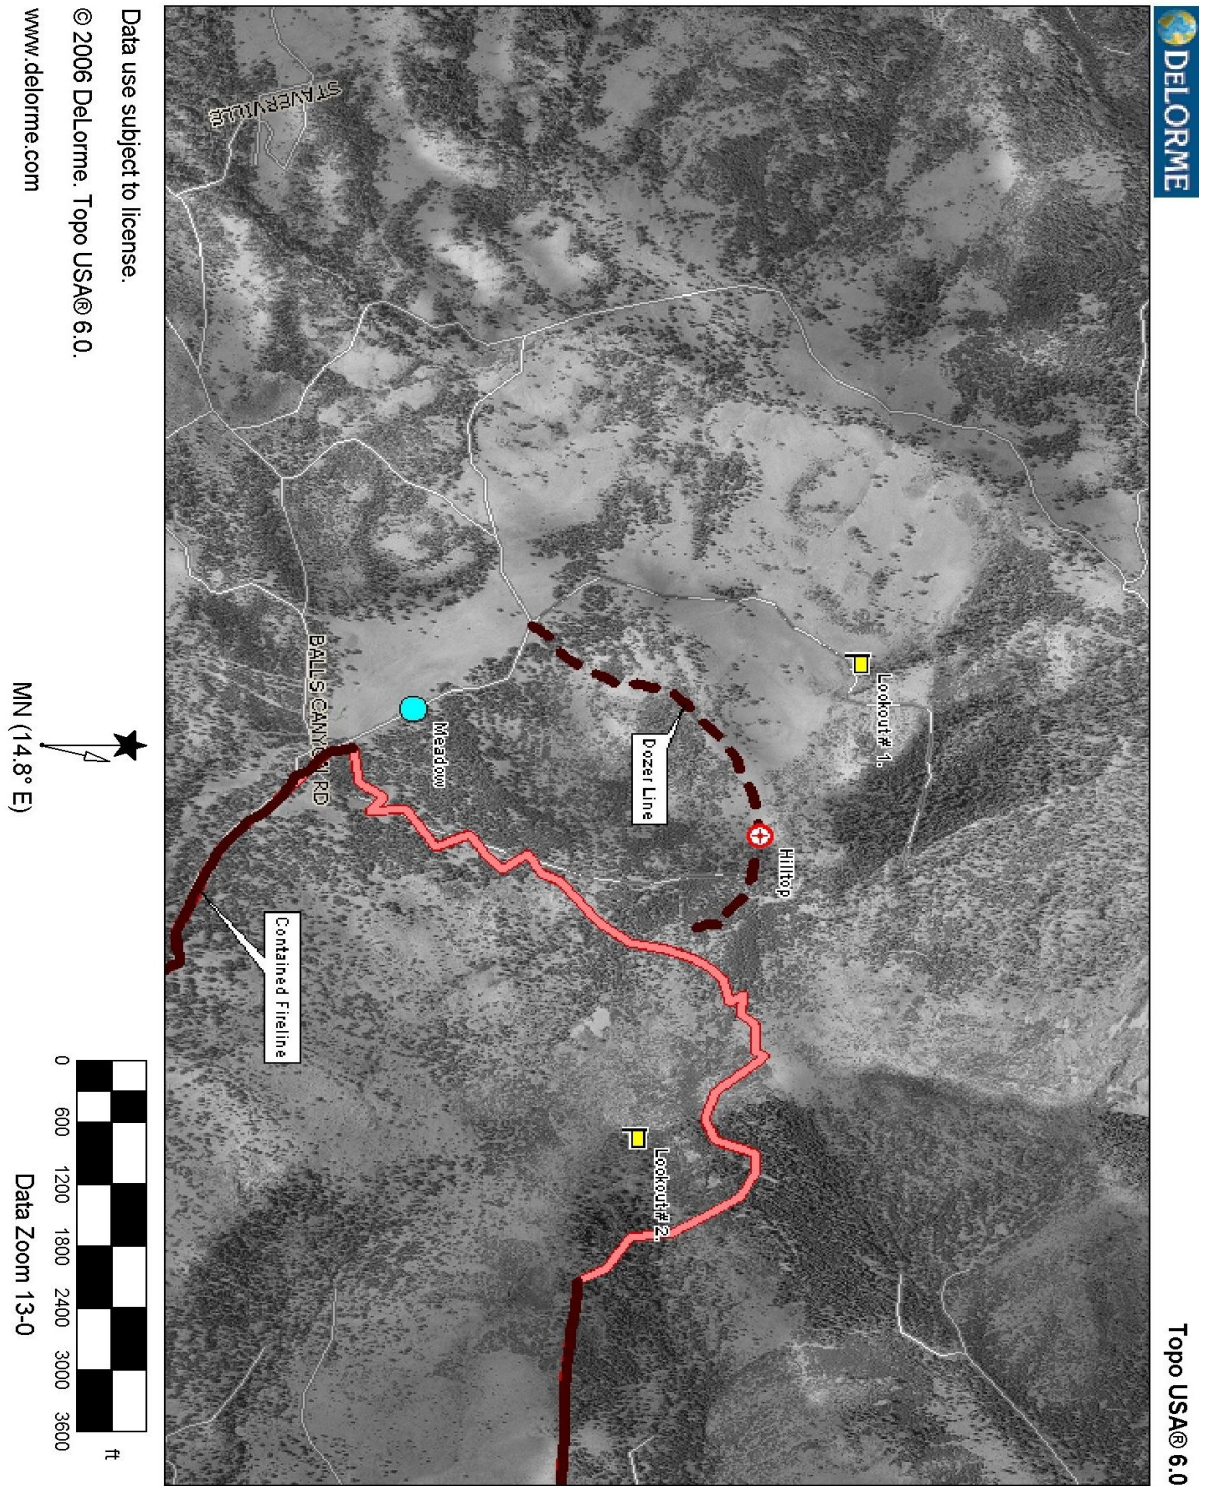 DELORME
Topo USA® 6.0
STAVERVILLE
Lookout# 1.
Hilltop
Dozer Line
Meadow
Lookout# 2.
BALLS CANYON RD
Contained Fireline
Data use subject to license.
© 2006 DeLorme. Topo USA® 6.0.
www.delorme.com
MN (14.8° E)
0 600 1200 1800 2400 3000 3600
ft
Data Zoom 13-0